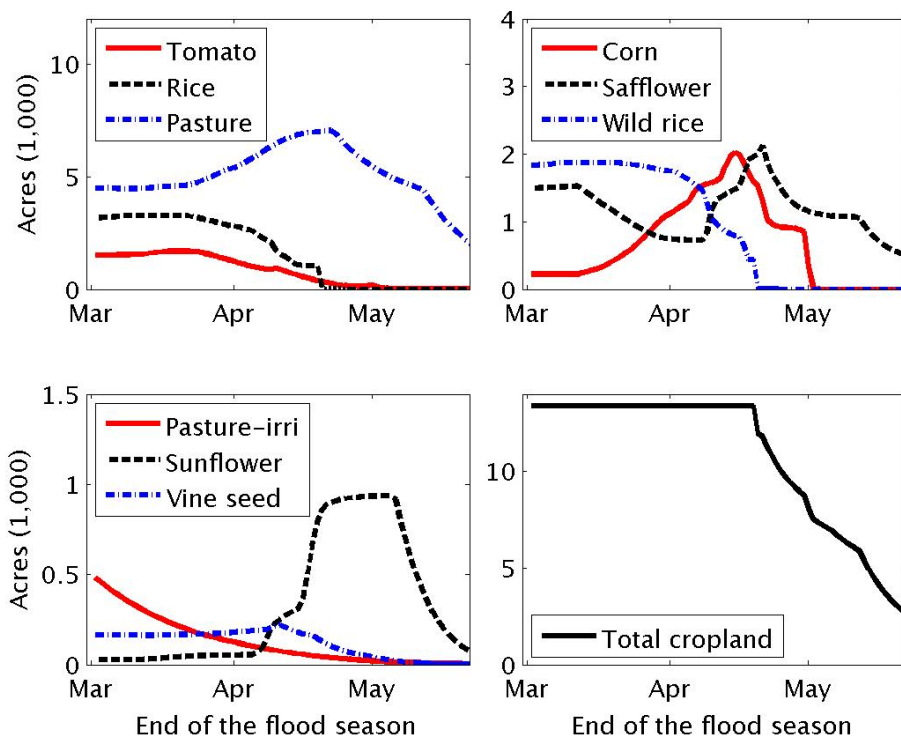 Acres (1,000)
10
5
0
Tomato
Rice
Pasture
Mar
Apr
May
4
3
2
1
0
Corn
Safflower
Wild rice
Mar
Apr
May
Acres (1,000)
1.5
1
0.5
0
Pasture-irri
Sunflower
Vine seed
Mar
Apr
May
End of the flood season
10
5
0
Total cropland
Mar
Apr
May
End of the flood season